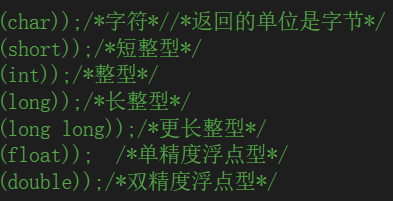 (char));/*字符*//*返回的单位是字节*/
(short));/*短整型*/
(int));/*整型*/
(long));/*长整型*/
(long long));/*更长整型*/
(float));  /*单精度浮点型*/
(double));/*双精度浮点型*/